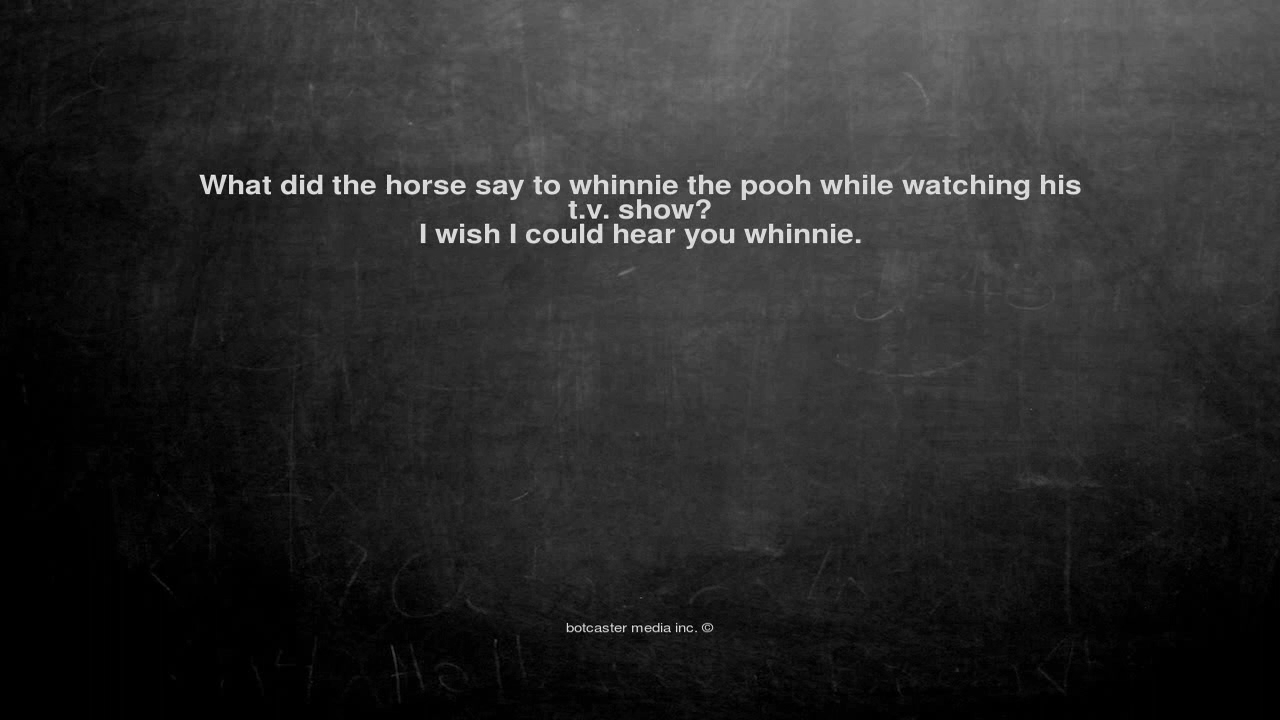 What did the horse say to whinnie the pooh while watching his
t.v. show?
I wish I could hear you whinnie.
botcaster media inc. ©